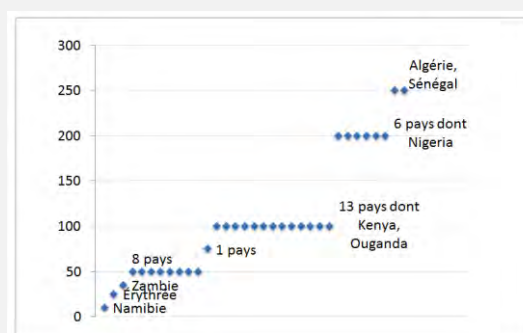 300
250
200
150
100
50
0
Algérie,
Sénégal
6 pays dont
Nigeria
13 pays dont
Kenya,
Ouganda
1 pays
8 pays
Zambie
Erythrée
Namibie